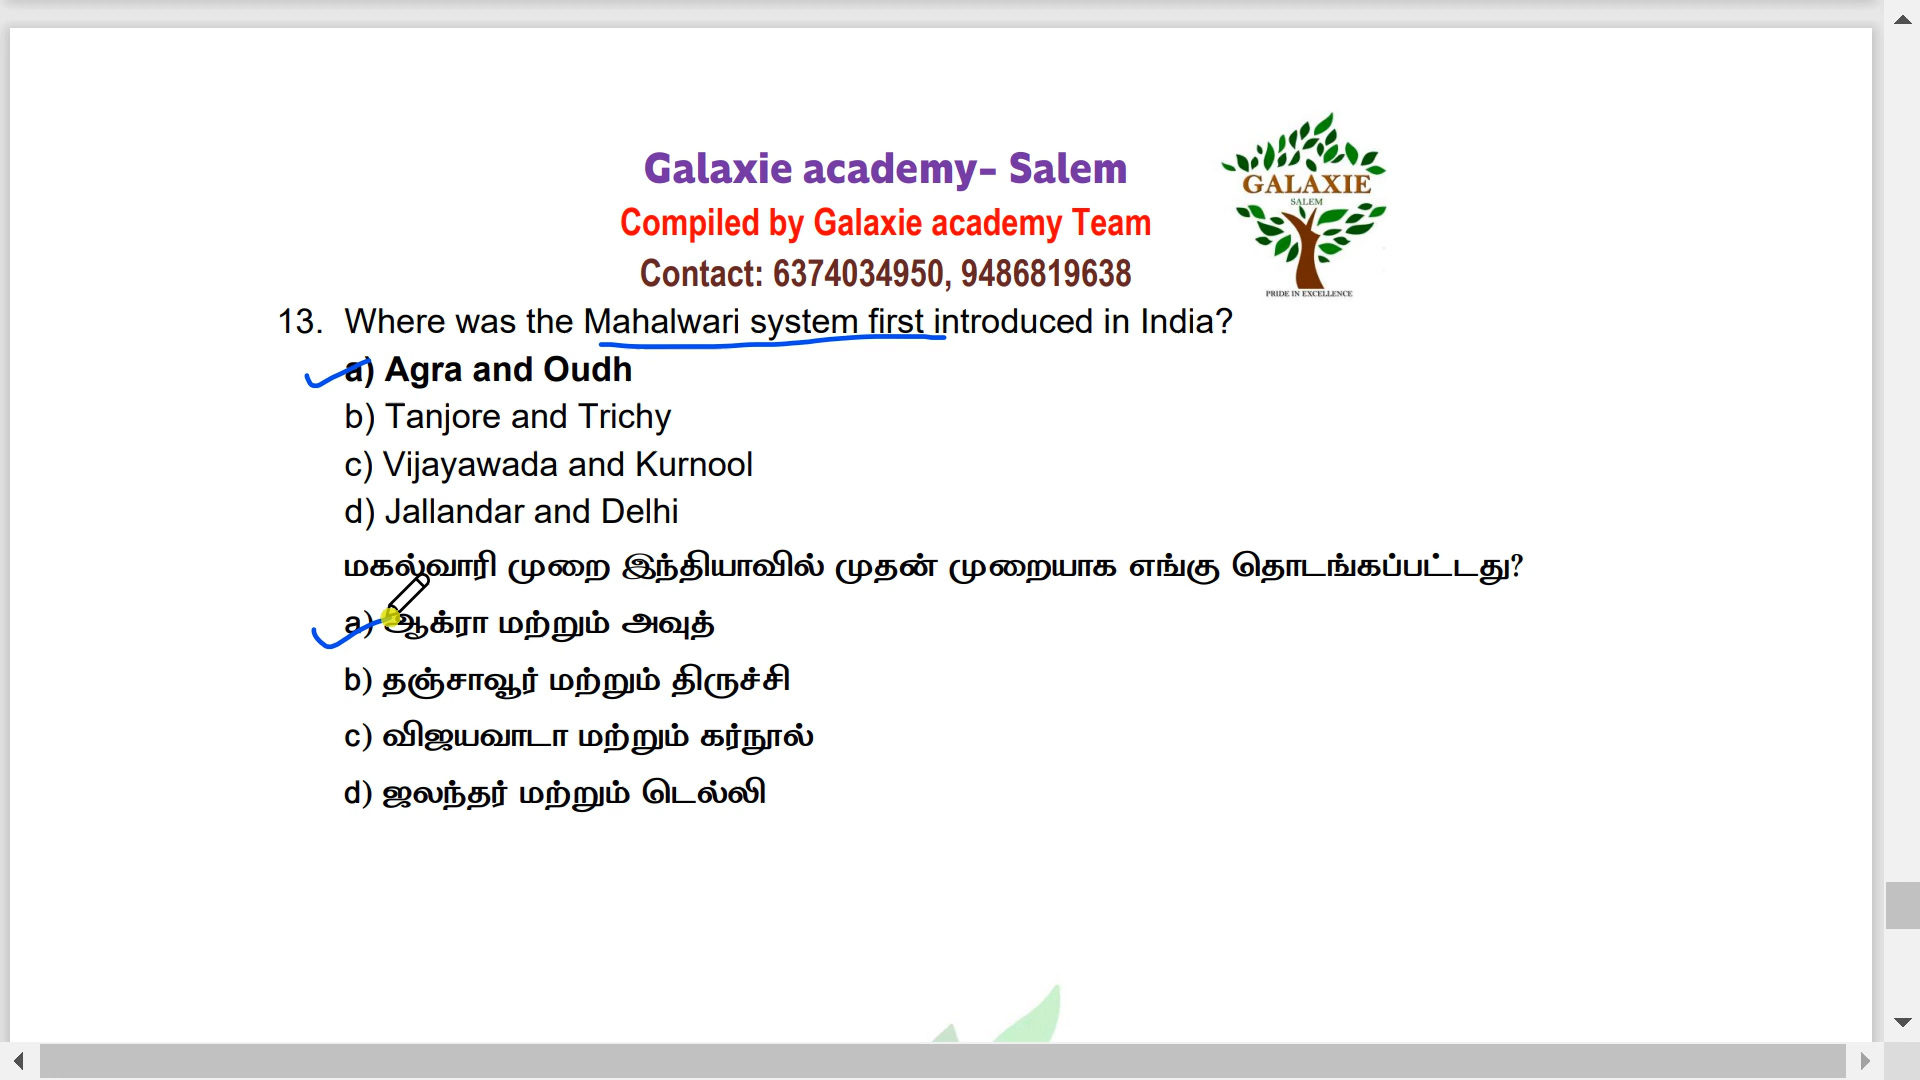 Galaxie academy– Salem
Compiled by Galaxie academy Team
Contact: 6374034950, 9486819638
GALAXIE
SALEM
PRIDE IN EXCELLENCE
13. Where was the Mahalwari system first introduced in India?
a) Agra and Oudh
b) Tanjore and Trichy
c) Vijayawada and Kurnool
d) Jallandar and Delhi
மகல்வாரி முறை இந்தியாவில் முதன் முறையாக எங்கு தொடங்கப்பட்டது?
a) ஆக்ரா மற்றும் அவுத்
b) தஞ்சாவூர் மற்றும் திருச்சி
c) விஜயவாடா மற்றும் கர்நூல்
d) ஜலந்தர் மற்றும் டெல்லி